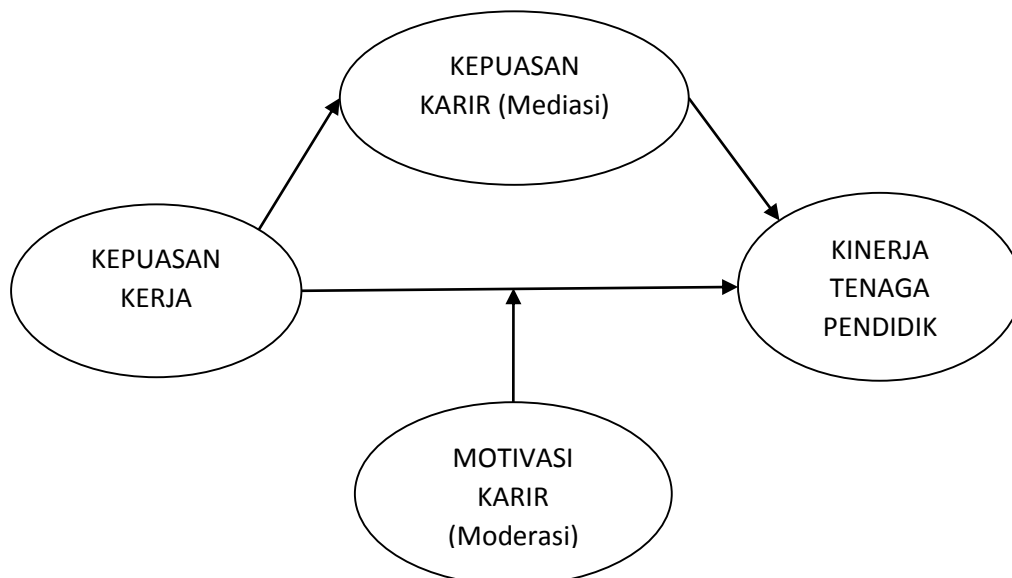 KEPUASAN
KARIR (Mediasi)
KEPUASAN
KERJA
KINERJA
TENAGA
PENDIDIK
MOTIVASI
KARIR
(Moderasi)